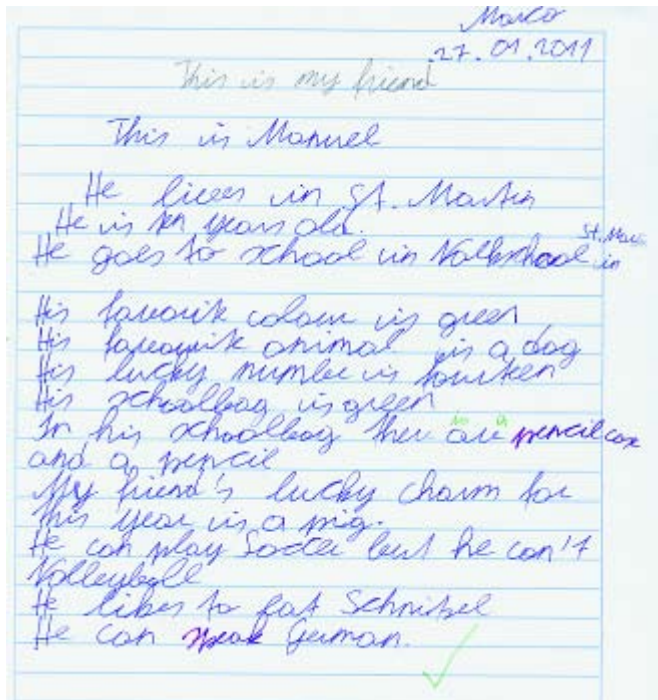 Marco
27.01.2011
This is my friend
This is Manuel
He lives in St. Martin
He is ten years old.
St. Martin
He goes to school in Volkshool in
His favourite colour is green
His favourite animal is a dog
His lucky number is fourteen
His schoolbag is green
is a
In his schoolbag ther are pencilcase
and a pencil
My friend's lucky charm for
this year is a pig.
He can play Soccer but he can't
Volleyball
He likes to eat Schnitzel
He can speak German.